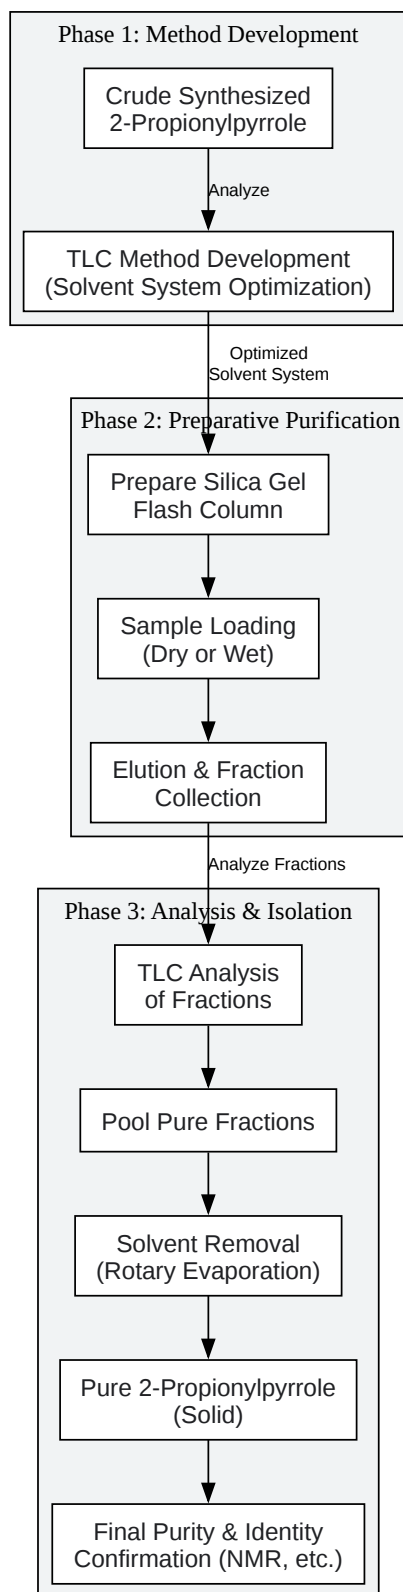 Phase 1: Method Development
Crude Synthesized
2-Propionylpyrrole
Analyze
TLC Method Development
(Solvent System Optimization)
Optimized
Solvent System
Phase 2: Preparative Purification
Prepare Silica Gel
Flash Column
Sample Loading
(Dry or Wet)
Elution & Fraction
Collection
Analyze Fractions
Phase 3: Analysis & Isolation
TLC Analysis
of Fractions
Pool Pure Fractions
Solvent Removal
(Rotary Evaporation)
Pure 2-Propionylpyrrole
(Solid)
Final Purity & Identity
Confirmation (NMR, etc.)